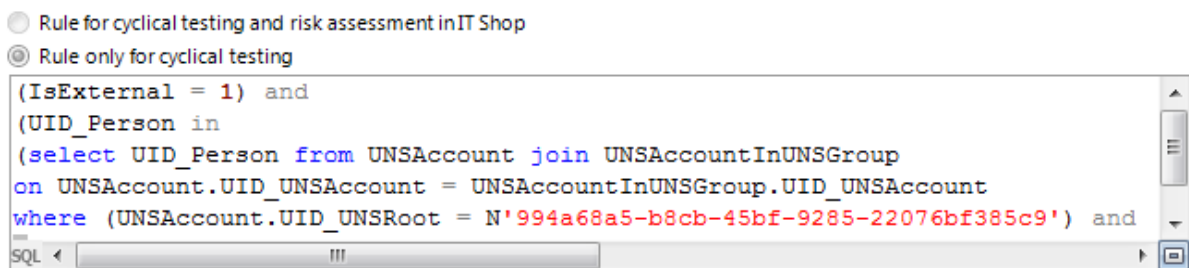 Rule for cyclical testing and risk assessment in IT Shop
Rule only for cyclical testing
(IsExternal = 1) and
(UID_Person in
(select UID_Person from UNSAccount join UNSAccountInUNSGroup
on UNSAccount.UID_UNSAccount = UNSAccountInUNSGroup.UID_UNSAccount
where (UNSAccount.UID_UNSRoot = N'994a68a5-b8cb-45bf-9285-22076bf385c9') and
SQL